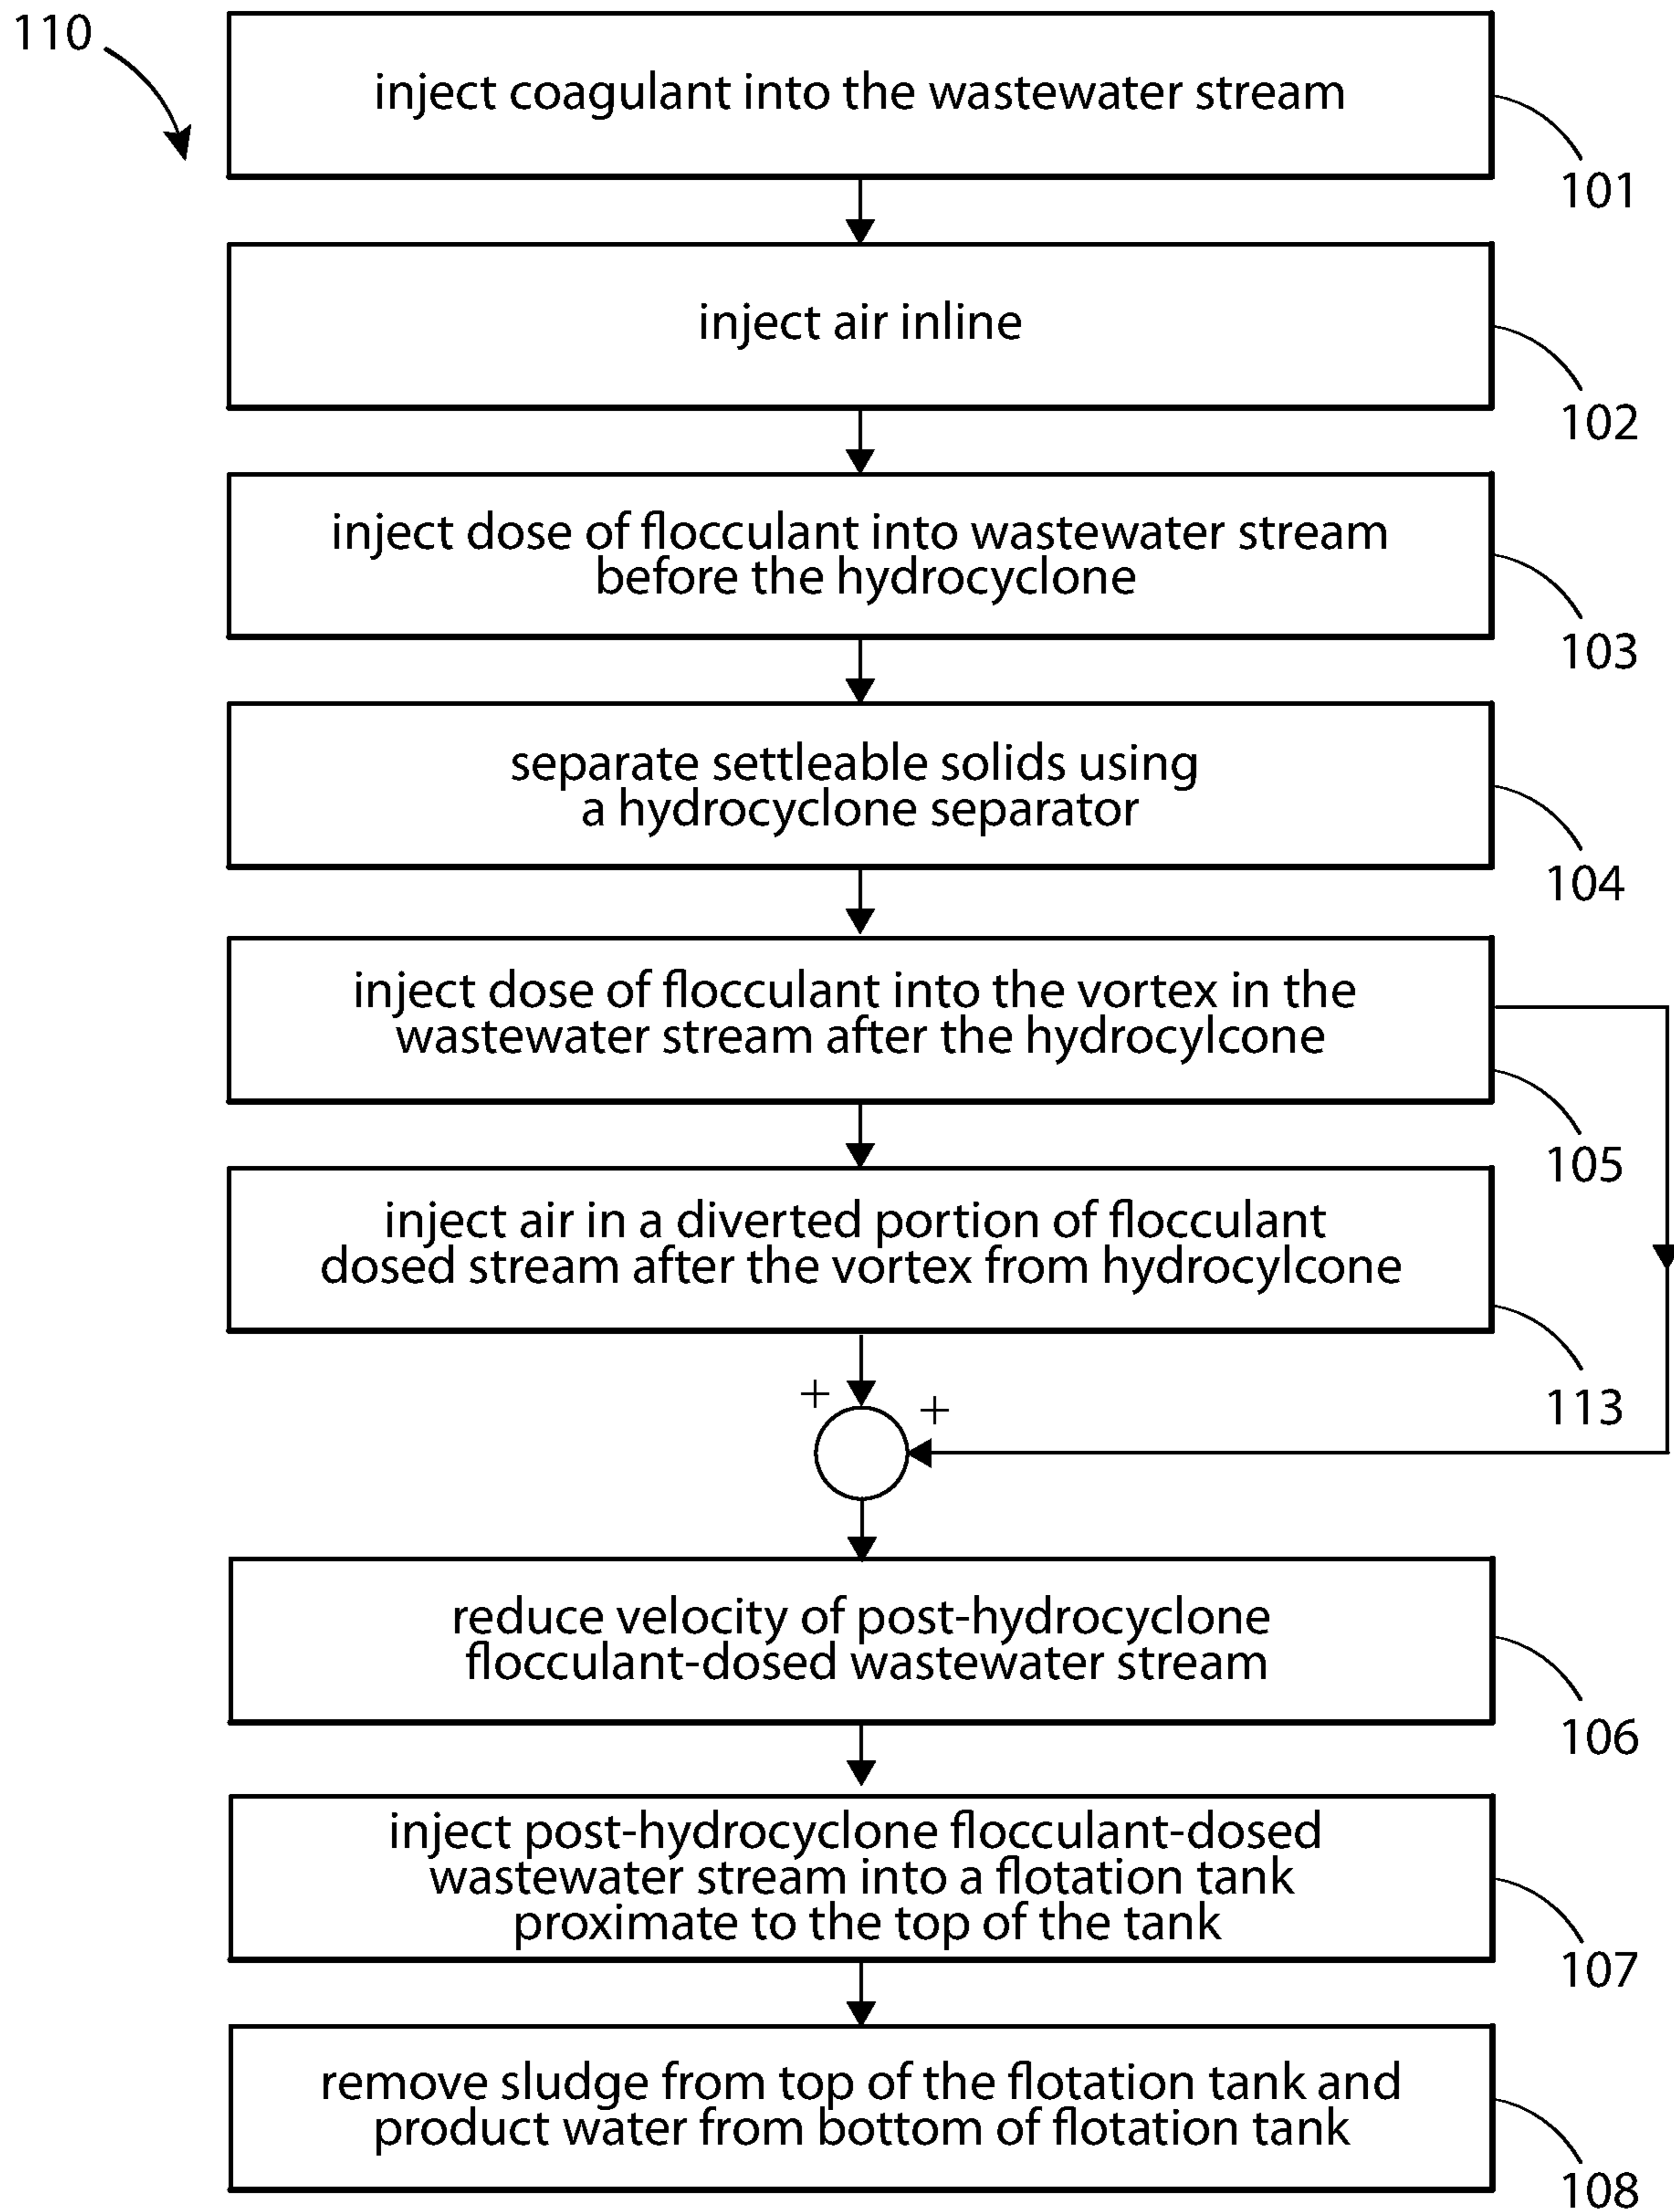 110
inject coagulant into the wastewater stream
101
inject air inline
102
inject dose of flocculant into wastewater stream
before the hydrocyclone
103
separate settleable solids using
a hydrocyclone separator
104
inject dose of flocculant into the vortex in the
wastewater stream after the hydrocylcone
105
inject air in a diverted portion of flocculant
dosed stream after the vortex from hydrocylcone
113
+
+
reduce velocity of post-hydrocyclone
flocculant-dosed wastewater stream
106
inject post-hydrocyclone flocculant-dosed
wastewater stream into a flotation tank
proximate to the top of the tank
107
remove sludge from top of the flotation tank and
product water from bottom of flotation tank
108